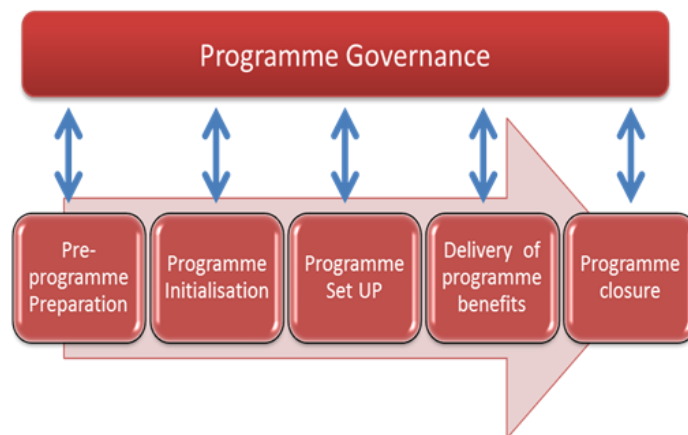 Programme Governance
Pre-
programme
Preparation
Programme
Initialisation
Programme
Set UP
Delivery of
programme
benefits
Programme
closure